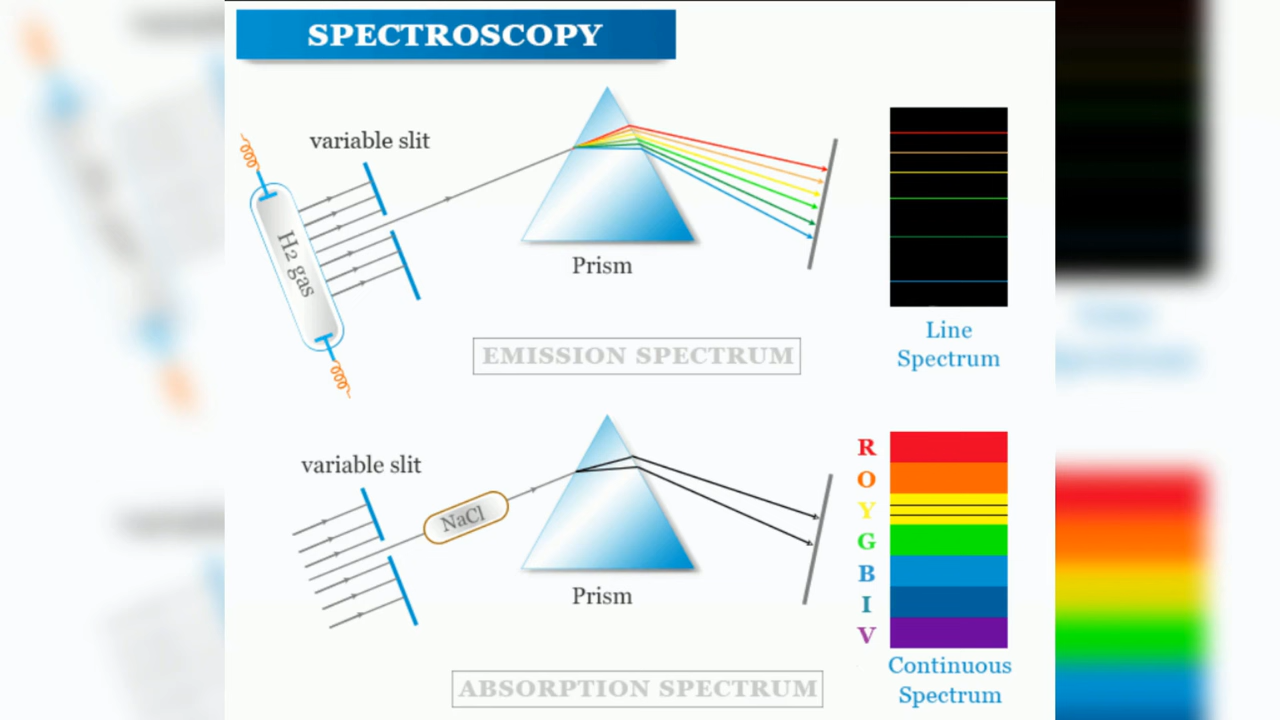 SPECTROSCOPY
variable slit
H2 gas
Prism
Line
Spectrum
EMISSION SPECTRUM
variable slit
NaCl
Prism
R
O
Y
G
B
I
V
Continuous
Spectrum
ABSORPTION SPECTRUM